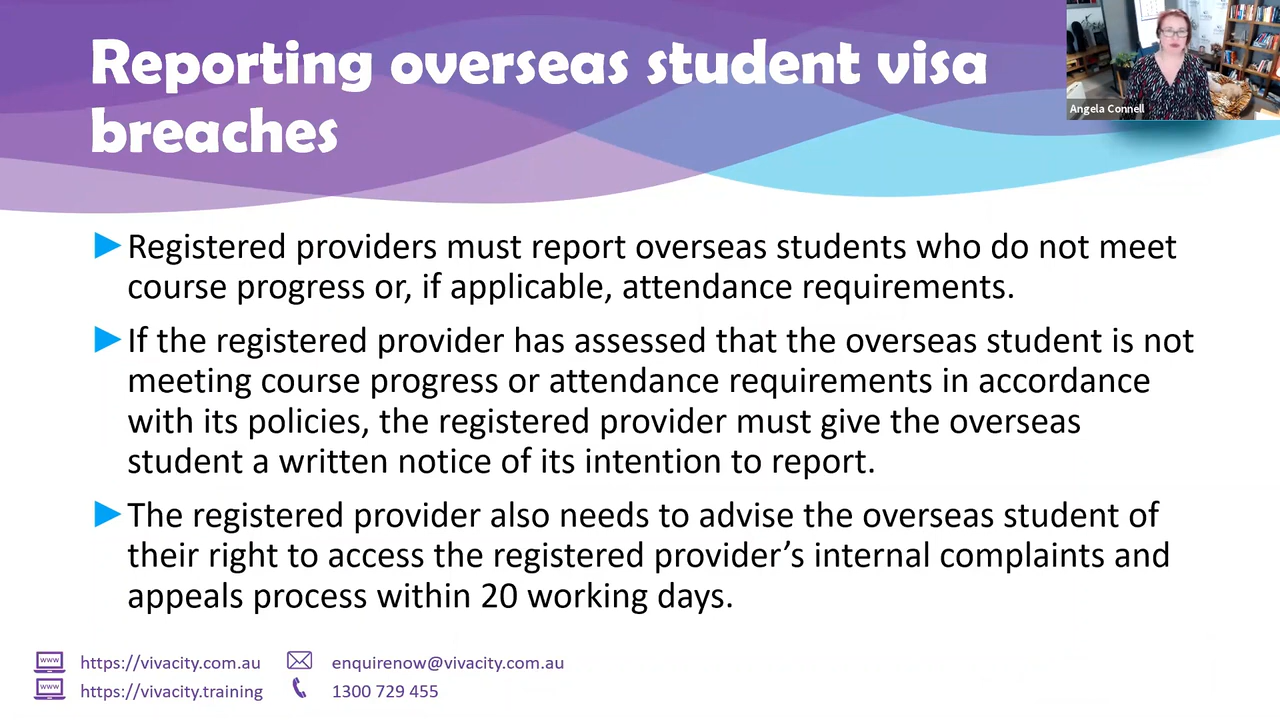 Reporting overseas student visa
breaches
Angela Connell
Registered providers must report overseas students who do not meet
course progress or, if applicable, attendance requirements.
If the registered provider has assessed that the overseas student is not
meeting course progress or attendance requirements in accordance
with its policies, the registered provider must give the overseas
student a written notice of its intention to report.
The registered provider also needs to advise the overseas student of
their right to access the registered provider’s internal complaints and
appeals process within 20 working days.
www https://vivacity.com.au
enquirenow@vivacity.com.au
www https://vivacity.training
1300 729 455